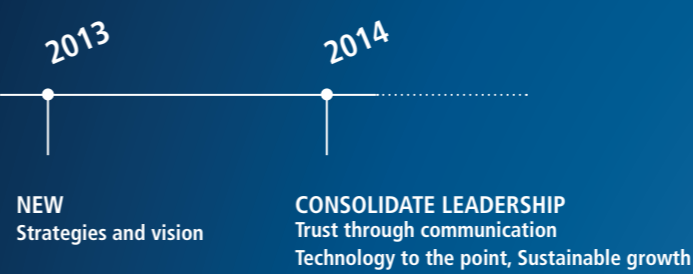 2013
2014
NEW
Strategies and vision
CONSOLIDATE LEADERSHIP
Trust through communication
Technology to the point, Sustainable growth